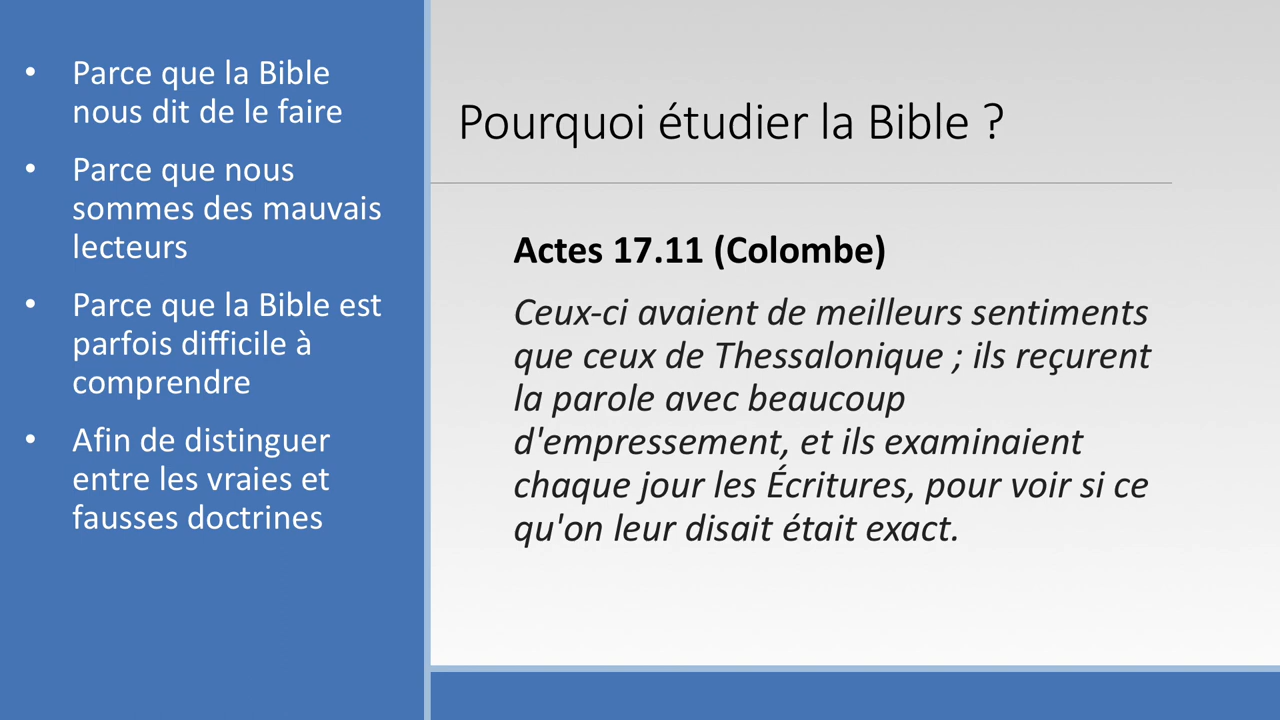 • Parce que la Bible
nous dit de le faire
• Parce que nous
sommes des mauvais
lecteurs
• Parce que la Bible est
parfois difficile à
comprendre
• Afin de distinguer
entre les vraies et
fausses doctrines
Pourquoi étudier la Bible ?
Actes 17.11 (Colombe)
Ceux-ci avaient de meilleurs sentiments
que ceux de Thessalonique ; ils reçurent
la parole avec beaucoup
d'empressement, et ils examinaient
chaque jour les Écritures, pour voir si ce
qu'on leur disait était exact.